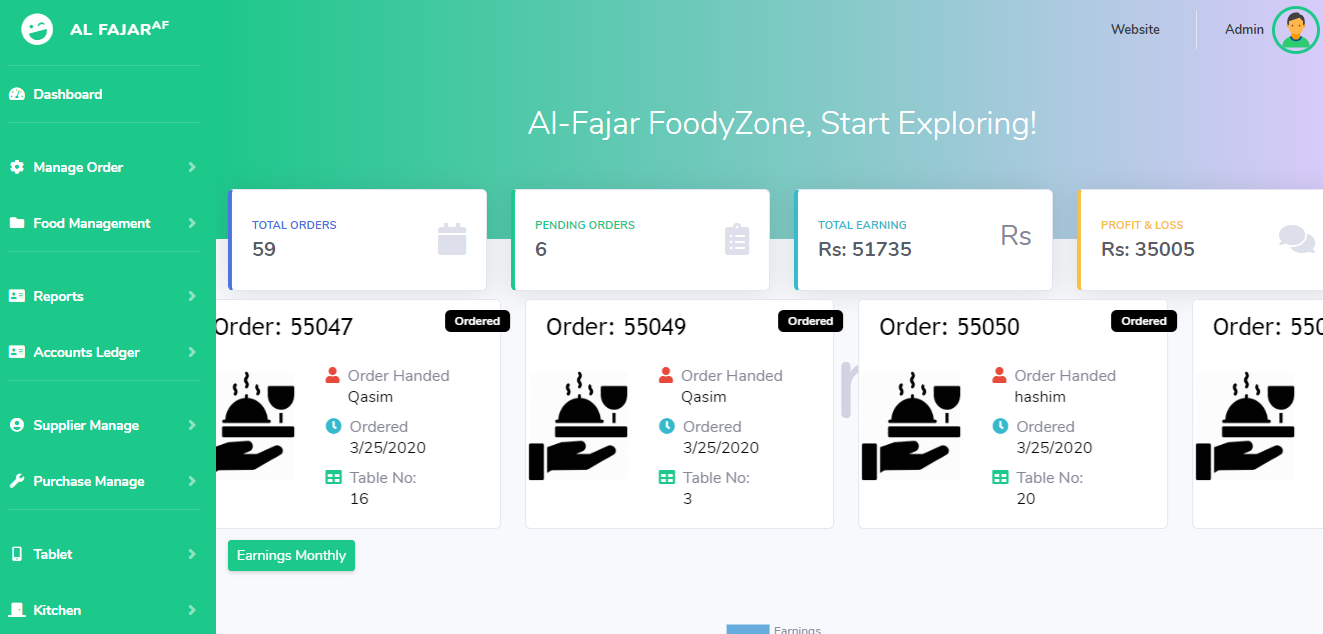 AL FAJAR AF
Website
Admin
Dashboard
Manage Order
Food Management
Reports
Accounts Ledger
Supplier Manage
Purchase Manage
Tablet
Kitchen
Al-Fajar FoodyZone, Start Exploring!
TOTAL ORDERS
59
PENDING ORDERS
6
TOTAL EARNING
Rs: 51735
Rs
PROFIT & LOSS
Rs: 35005
Order: 55047
Ordered
Order Handed
Qasim
Ordered
3/25/2020
Table No:
16
Order: 55049
Ordered
Order Handed
Qasim
Ordered
3/25/2020
Table No:
3
Order: 55050
Ordered
Order Handed
hashim
Ordered
3/25/2020
Table No:
20
Order:
Earnings Monthly
Earnings